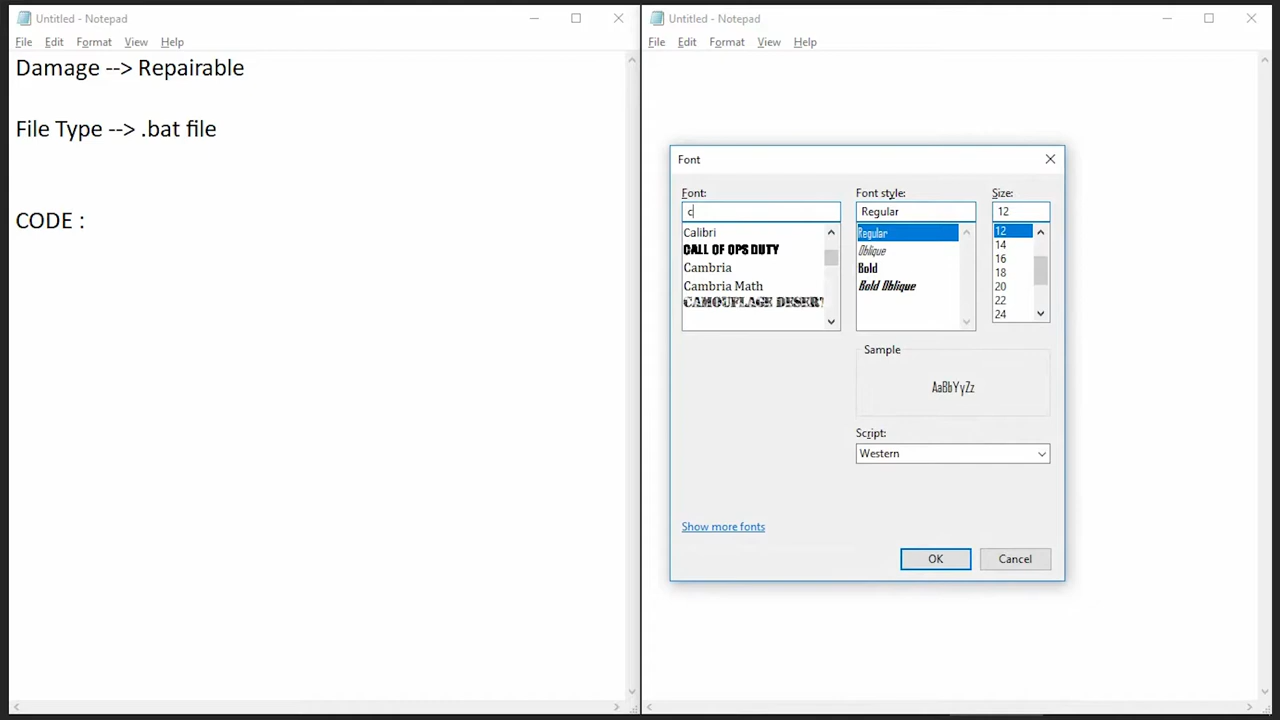 Untitled - Notepad
File Edit Format View Help
Damage --> Repairable
File Type --> .bat file
CODE :
Untitled - Notepad
File Edit Format View Help
Font
Font: Font style: Size:
c Regular 12
Calibri
CALL OF OPS DUTY
Cambria
Cambria Math
CAMOUFLAGE DESERT
Regular
Oblique
Bold
Bold Oblique
12
14
16
18
20
22
24
Sample
AaBbYyZz
Script:
Western
Show more fonts
OK Cancel